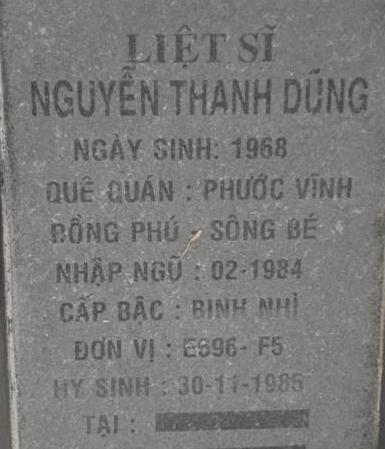 LIỆT SĨ
NGUYỄN THANH DŨNG
NGÀY SINH: 1968
QUÊ QUÁN : PHƯỚC VĨNH
ĐỒNG PHÚ - SÔNG BÉ
NHẬP NGŨ : 02-1984
CẤP BẬC : BINH NHÌ
ĐƠN VỊ : E696- F5
HY SINH : 30-11-1985
TẠI :